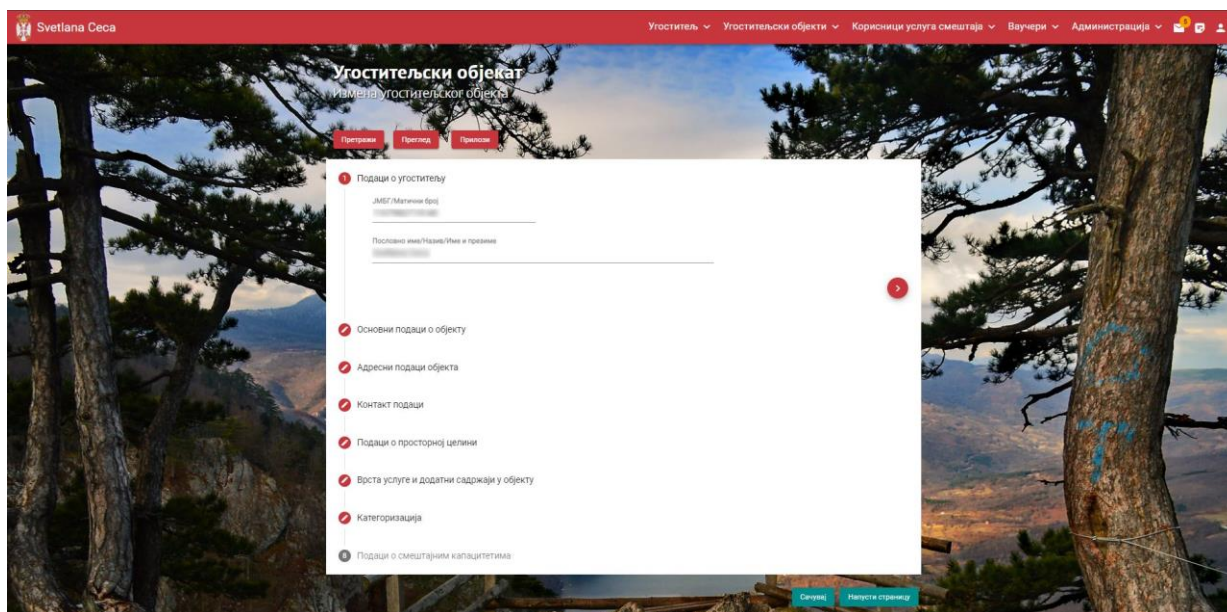 Svetlana Ceca
Угоститељ
Угоститељски објекти
Корисници услуга смештаја
Ваучери
Администрација
Угоститељски објекат
Измена угоститељског објекта
Претражи
Преглед
Прилози
1 Подаци о угоститељу
ЈМБГ/Матични број
Пословно име/Назив/Име и презиме
Основни подаци о објекту
Адресни подаци објекта
Контакт подаци
Подаци о просторној целини
Врста услуге и додатни садржаји у објекту
Категоризација
8 Подаци о смештајним капацитетима
Сачувај
Напусти страницу